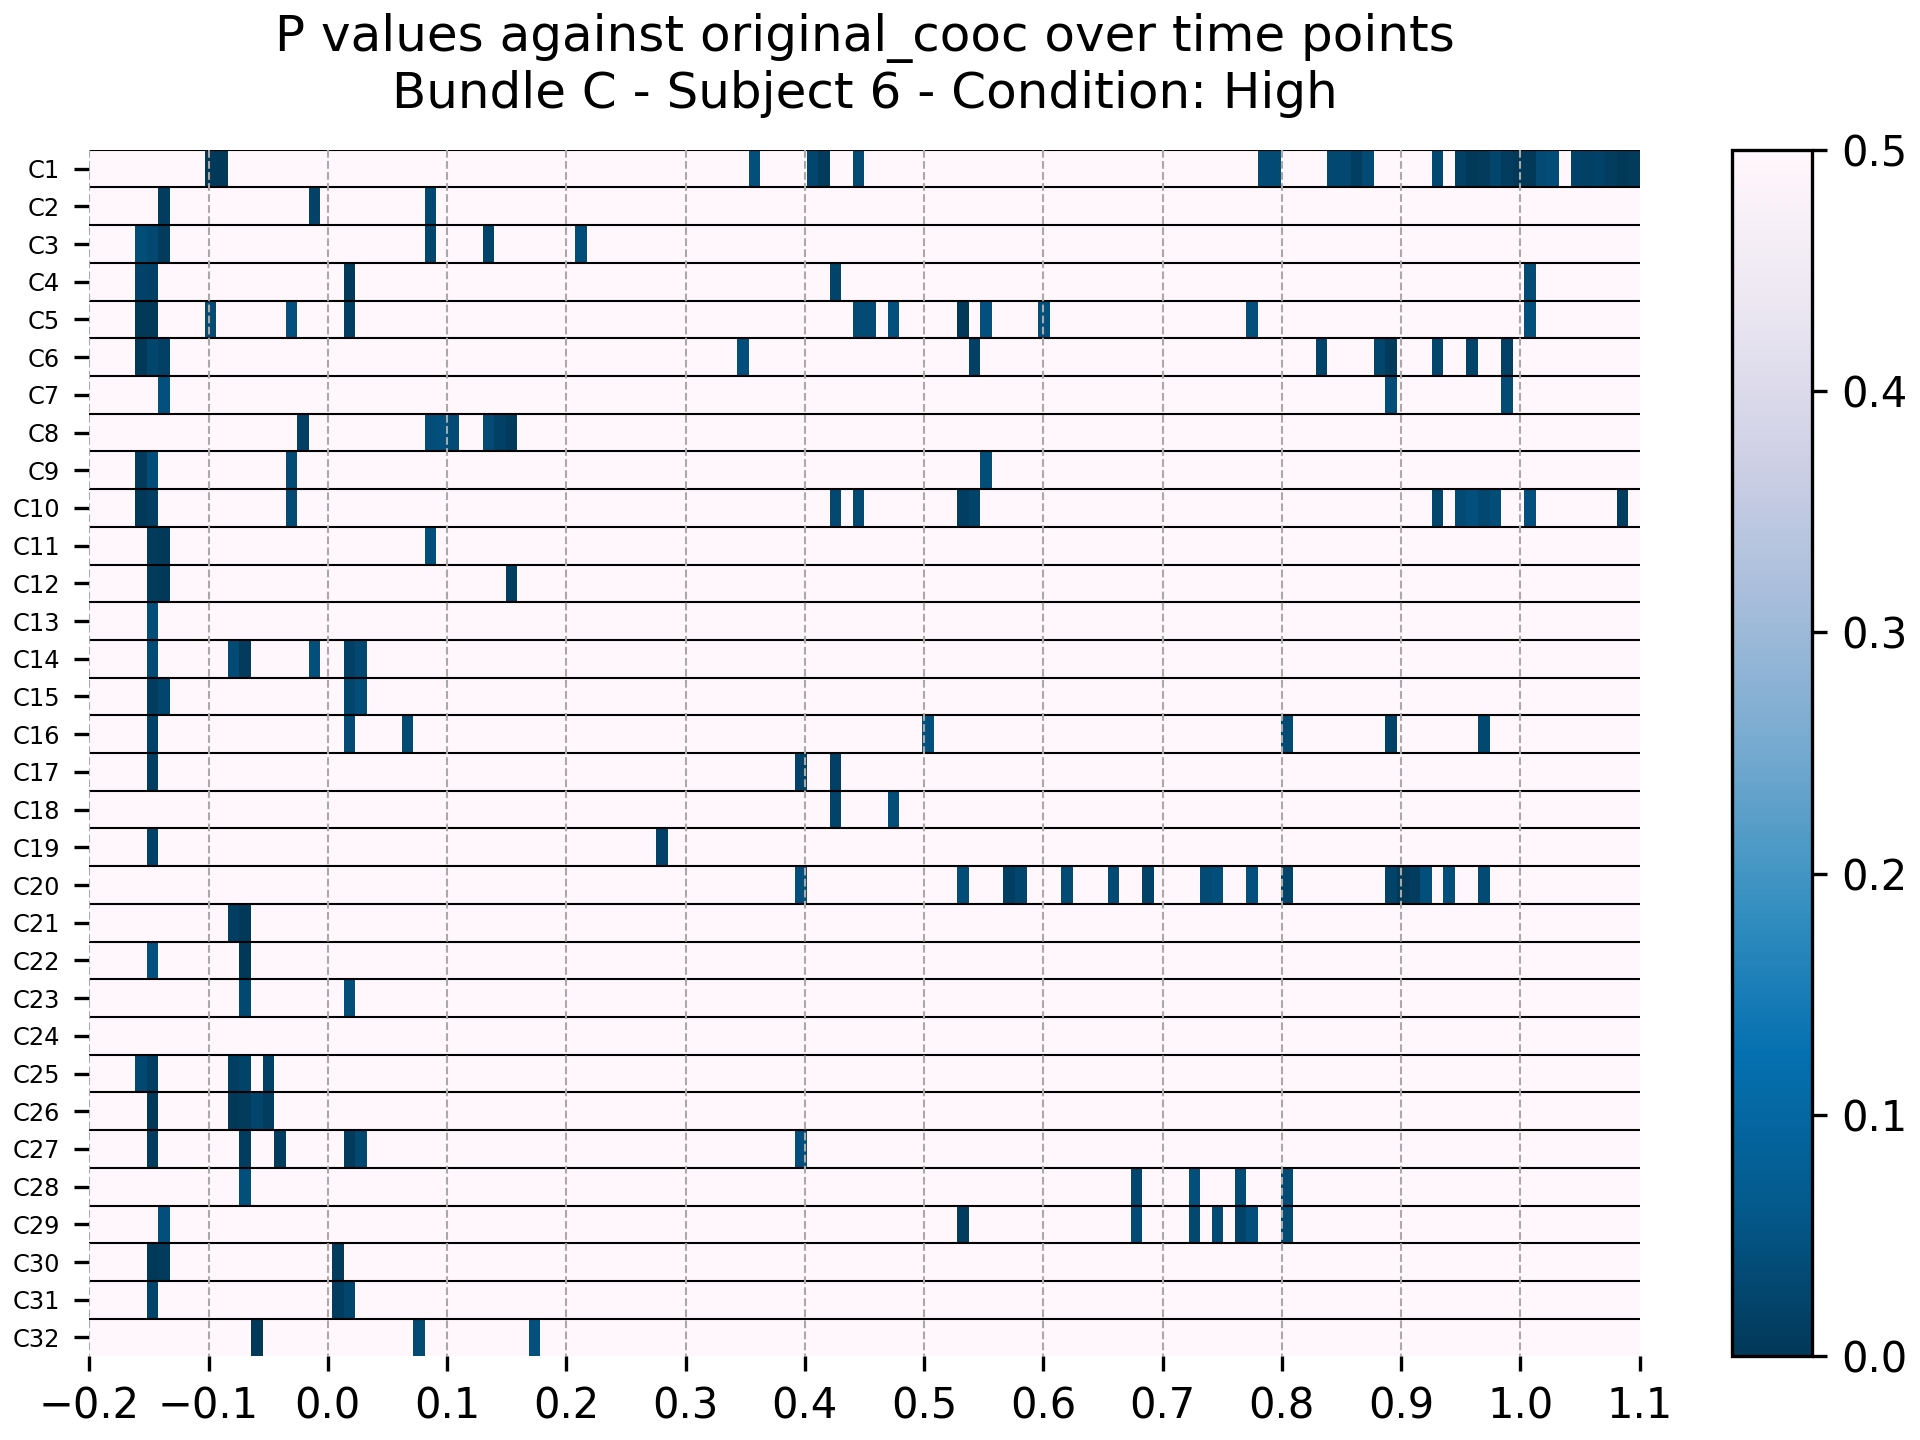 P values against original_cooc over time points
Bundle C - Subject 6 - Condition: High
C1
C2
C3
C4
C5
C6
C7
C8
C9
C10
C11
C12
C13
C14
C15
C16
C17
C18
C19
C20
C21
C22
C23
C24
C25
C26
C27
C28
C29
C30
C31
C32
−0.2 −0.1 0.0 0.1 0.2 0.3 0.4 0.5 0.6 0.7 0.8 0.9 1.0 1.1
0.5
0.4
0.3
0.2
0.1
0.0